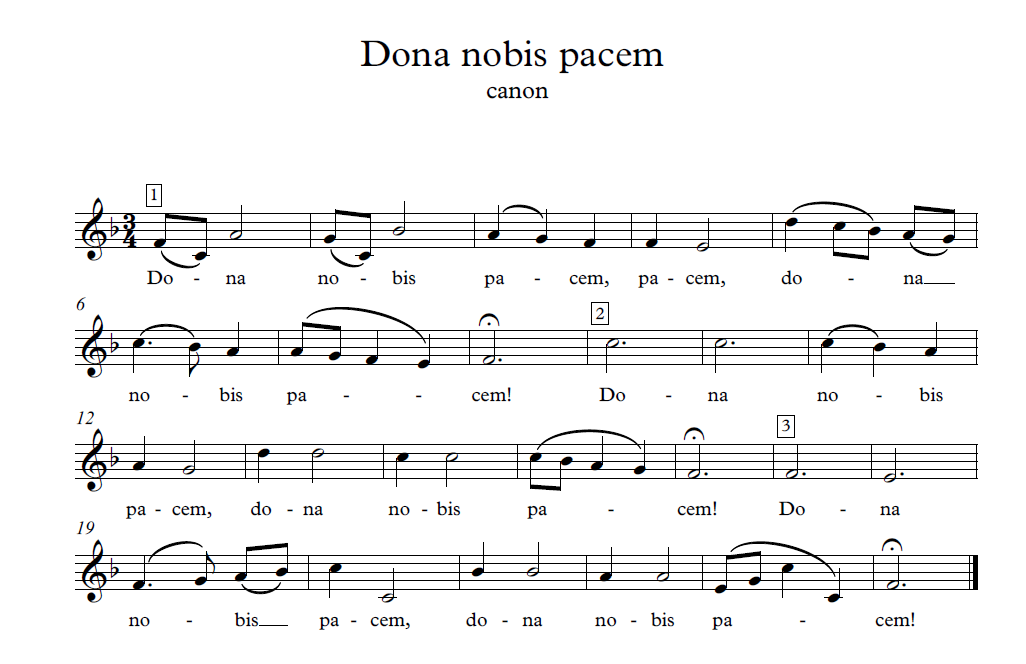 Dona nobis pacem
canon
1
3
4
Do - na no - bis pa - cem, pa - cem, do - na
6
2
no - bis pa - - cem! Do - na no - bis
12
3
pa - cem, do - na no - bis pa - cem! Do - na
19
no - bis pa - cem, do - na no - bis pa - cem!